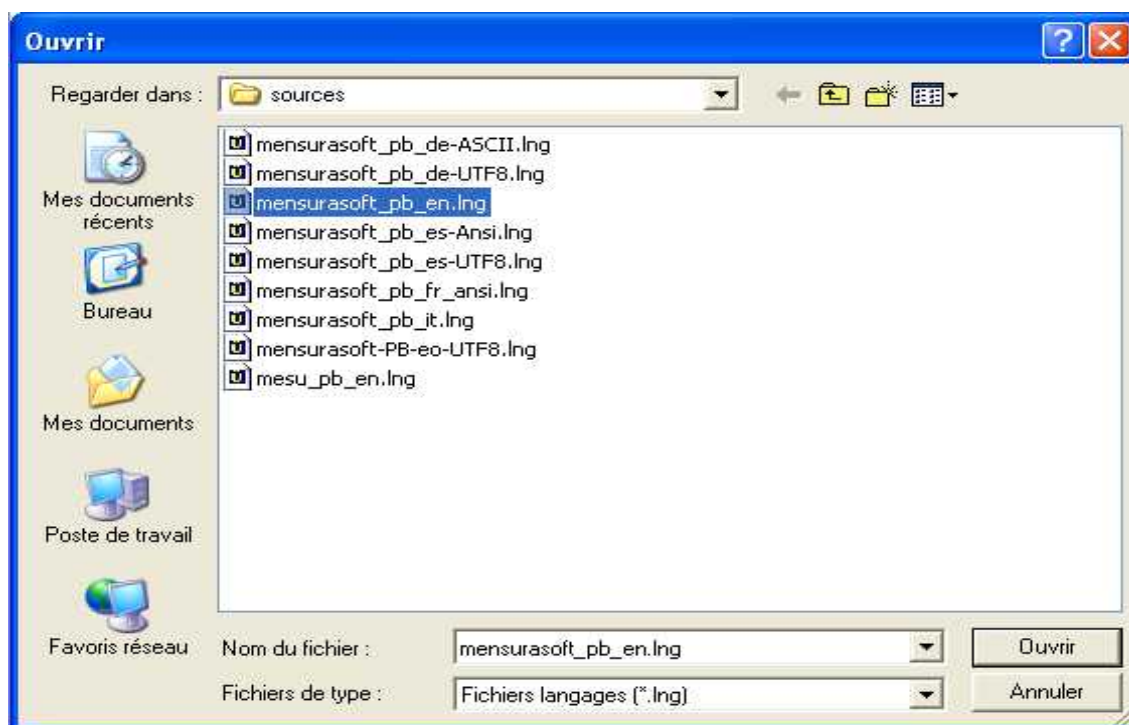 Ouvrir
Regarder dans :
sources
Mes documents
récents
Bureau
Mes documents
Poste de travail
Favoris réseau
mensurasoft_pb_de-ASCII.lng
mensurasoft_pb_de-UTF8.lng
mensurasoft_pb_en.lng
mensurasoft_pb_es-Ansi.lng
mensurasoft_pb_es-UTF8.lng
mensurasoft_pb_fr_ansi.lng
mensurasoft_pb_it.lng
mensurasoft-PB-eo-UTF8.lng
mesu_pb_en.lng
Nom du fichier :
mensurasoft_pb_en.lng
Ouvrir
Fichiers de type :
Fichiers langages (*.lng)
Annuler